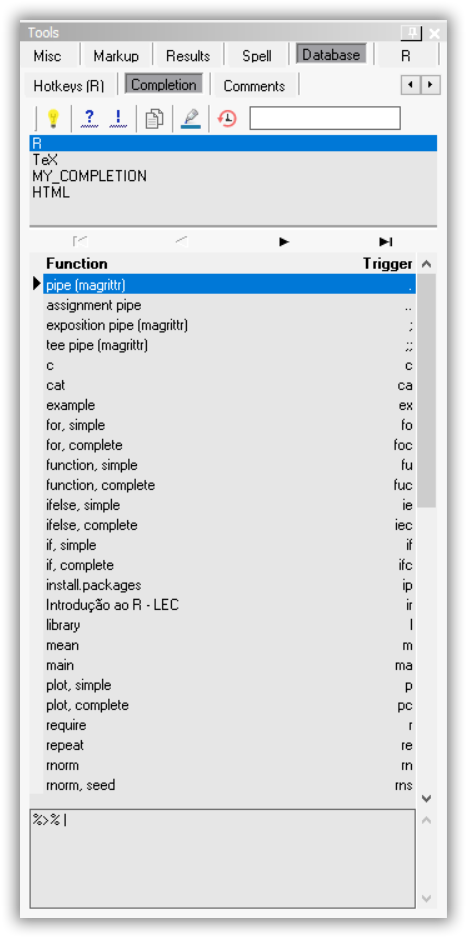 Tools
Misc Markup Results Spell Database R
Hotkeys (R) Completion Comments
R
TeX
MY_COMPLETION
HTML
Function Trigger
pipe (magrittr) .
assignment pipe ..
exposition pipe (magrittr) ;
tee pipe (magrittr) ;;
c c
cat ca
example ex
for, simple fo
for, complete foc
function, simple fu
function, complete fuc
ifelse, simple ie
ifelse, complete iec
if, simple if
if, complete ifc
install.packages ip
Introdução ao R - LEC ir
library l
mean m
main ma
plot, simple p
plot, complete pc
require r
repeat re
rnorm rn
rnorm, seed rns
%>%|